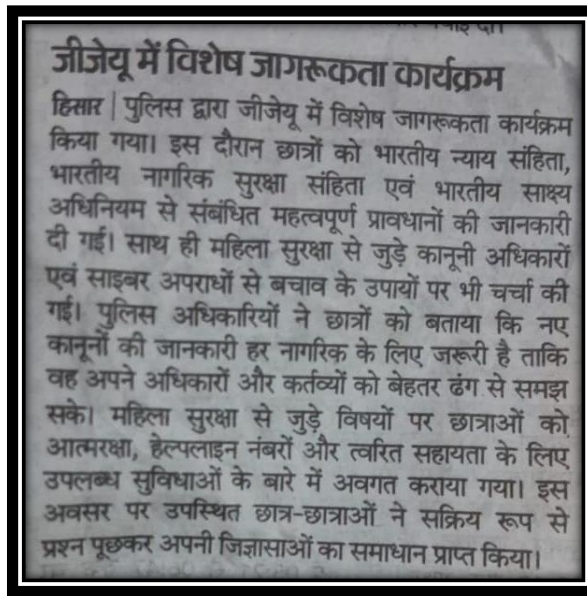 जीजेयू में विशेष जागरूकता कार्यक्रम
हिसार | पुलिस द्वारा जीजेयू में विशेष जागरूकता कार्यक्रम
किया गया। इस दौरान छात्रों को भारतीय न्याय संहिता,
भारतीय नागरिक सुरक्षा संहिता एवं भारतीय साक्ष्य
अधिनियम से संबंधित महत्वपूर्ण प्रावधानों की जानकारी
दी गई। साथ ही महिला सुरक्षा से जुड़े कानूनी अधिकारों
एवं साइबर अपराधों से बचाव के उपायों पर भी चर्चा की
गई। पुलिस अधिकारियों ने छात्रों को बताया कि नए
कानूनों की जानकारी हर नागरिक के लिए जरूरी है ताकि
वह अपने अधिकारों और कर्तव्यों को बेहतर ढंग से समझ
सके। महिला सुरक्षा से जुड़े विषयों पर छात्राओं को
आत्मरक्षा, हेल्पलाइन नंबरों और त्वरित सहायता के लिए
उपलब्ध सुविधाओं के बारे में अवगत कराया गया। इस
अवसर पर उपस्थित छात्र-छात्राओं ने सक्रिय रूप से
प्रश्न पूछकर अपनी जिज्ञासाओं का समाधान प्राप्त किया।